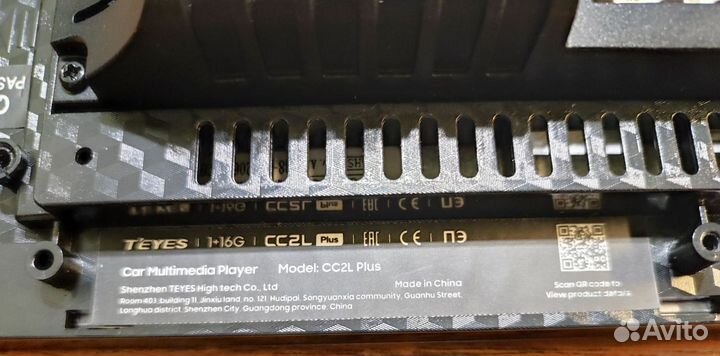 PAS
TEYES | 1+16G | CC2L Plus | EAC | CE | ПЭ
Car Multimedia Player Model: CC2L Plus
Shenzhen TEYES High tech Co., Ltd Made in China
Room 401, building 11, Jinxiu land, no. 121, Hudipai, Songyuanxia community, Guanhu Street,
Longhua district, Shenzhen City, Guangdong province, China
Scan QR code to
View product details
Avito